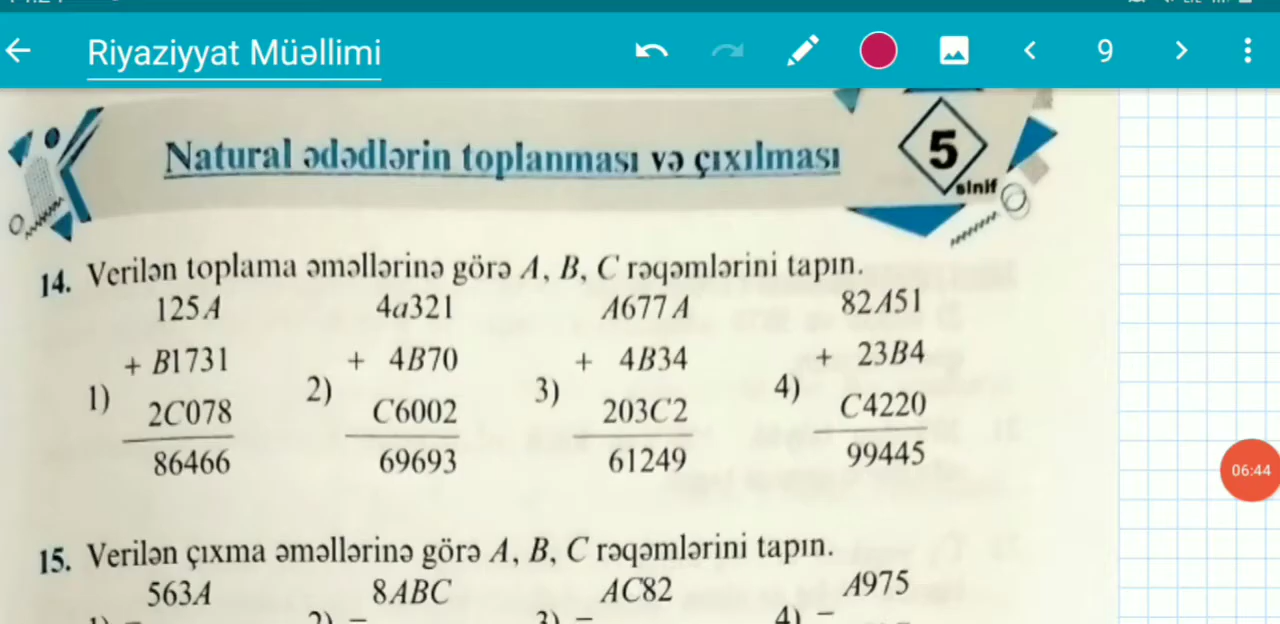 Riyaziyyat Müəllimi
9
Natural ədədlərin toplanması və çıxılması
5
sinif
14. Verilən toplama əməllərinə görə A, B, C rəqəmlərini tapın.
125A 4a321 A677A 82A51
+ B1731 + 4B70 + 4B34 + 23B4
1) 2) 3) 4)
2C078 C6002 203C2 C4220
86466 69693 61249 99445
06:44
15. Verilən çıxma əməllərinə görə A, B, C rəqəmlərini tapın.
563A 8ABC AC82 A975